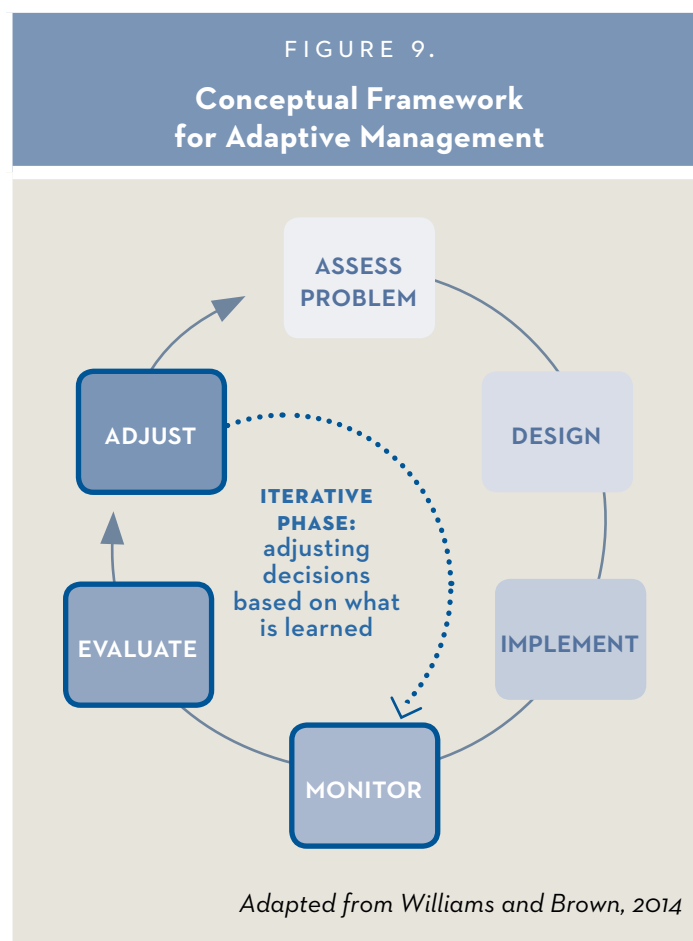 FIGURE 9.
Conceptual Framework
for Adaptive Management
ASSESS
PROBLEM
DESIGN
IMPLEMENT
MONITOR
EVALUATE
ADJUST
ITERATIVE
PHASE:
adjusting
decisions
based on what
is learned
Adapted from Williams and Brown, 2014